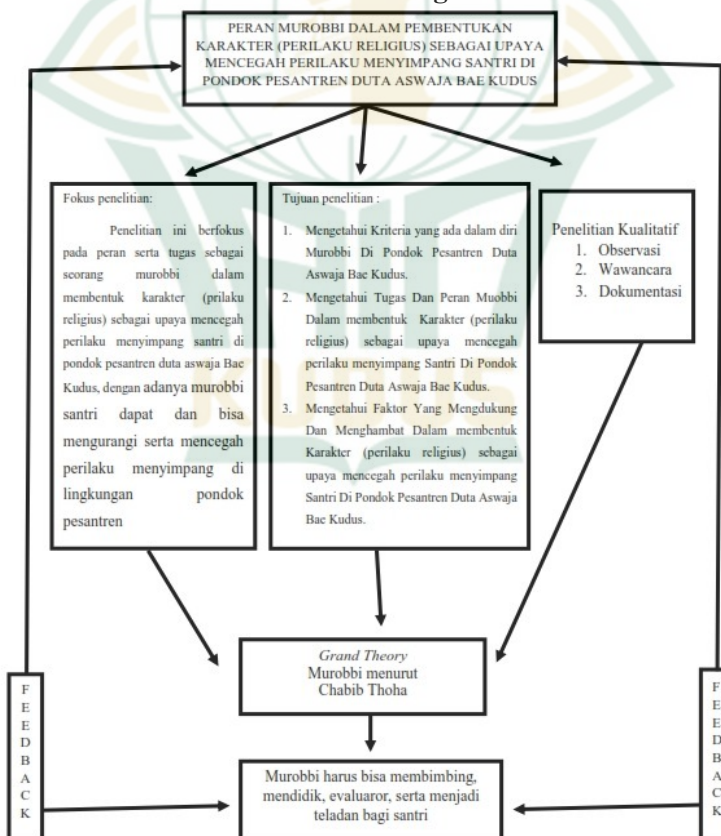 PERAN MUROBBI DALAM PEMBENTUKAN
KARAKTER (PERILAKU RELIGIUS) SEBAGAI UPAYA
MENCEGAH PERILAKU MENYIMPANG SANTRI DI
PONDOK PESANTREN DUTA ASWAJA BAE KUDUS
Fokus penelitian:
Penelitian ini berfokus
pada peran serta tugas sebagai
seorang murobbi dalam
membentuk karakter (prilaku
religius) sebagai upaya mencegah
perilaku menyimpang santri di
pondok pesantren duta aswaja Bae
Kudus, dengan adanya murobbi
santri dapat dan bisa
mengurangi serta mencegah
perilaku menyimpang di
lingkungan pondok
pesantren
Tujuan penelitian :
1. Mengetahui Kriteria yang ada dalam diri
Murobbi Di Pondok Pesantren Duta
Aswaja Bae Kudus.
2. Mengetahui Tugas Dan Peran Muobbi
Dalam membentuk Karakter (perilaku
religius) sebagai upaya mencegah
perilaku menyimpang Santri Di Pondok
Pesantren Duta Aswaja Bae Kudus.
3. Mengetahui Faktor Yang Mengdukung
Dan Menghambat Dalam membentuk
Karakter (perilaku religius) sebagai
upaya mencegah perilaku menyimpang
Santri Di Pondok Pesantren Duta Aswaja
Bae Kudus.
Penelitian Kualitatif
1. Observasi
2. Wawancara
3. Dokumentasi
Grand Theory
Murobbi menurut
Chabib Thoha
Murobbi harus bisa membimbing,
mendidik, evaluaror, serta menjadi
teladan bagi santri
FEEDBACK
FEEDBACK
KUDUS